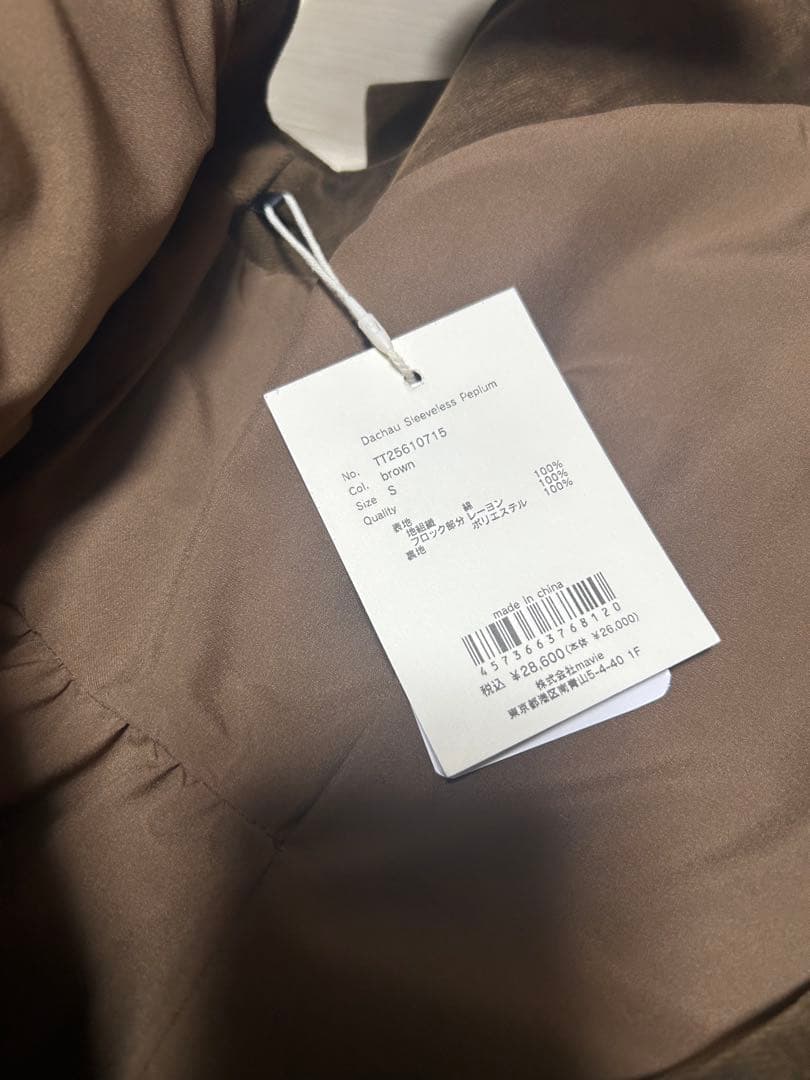 Dachau Sleeveless Peplum
No. TT25610715
Col. brown
Size S
Quality
表地
地組織 綿 100%
フロック部分 レーヨン 100%
裏地 ポリエステル 100%
made in china
4573663768120
税込 ¥28,600(本体 ¥26,000)
株式会社mavie
東京都港区南青山5-4-40 1F